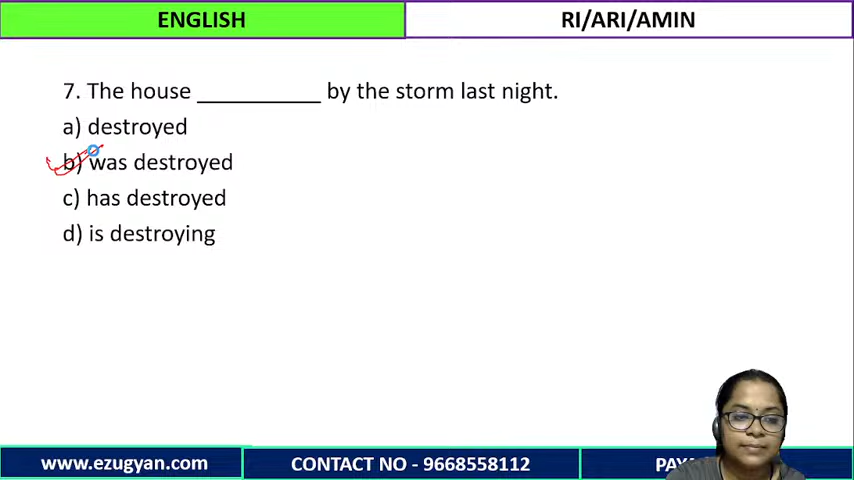 ENGLISH
RI/ARI/AMIN
7. The house __________ by the storm last night.
a) destroyed
b) was destroyed
c) has destroyed
d) is destroying
www.ezugyan.com
CONTACT NO - 9668558112